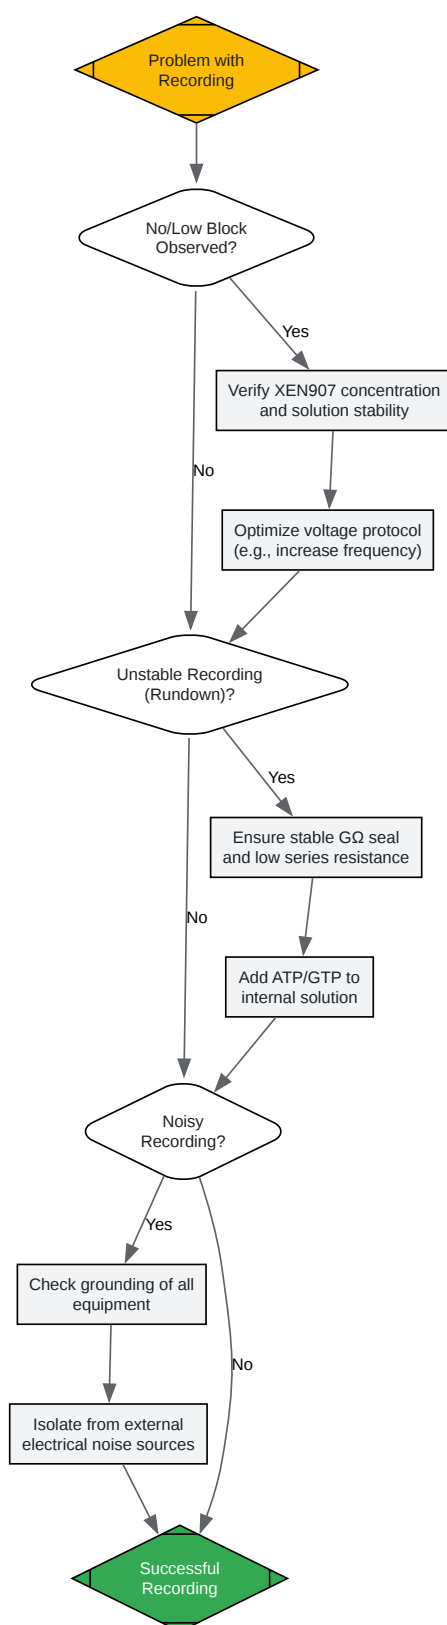 Problem with
Recording
No/Low Block
Observed?
Yes
Verify XEN907 concentration
and solution stability
No
Optimize voltage protocol
(e.g., increase frequency)
Unstable Recording
(Rundown)?
Yes
Ensure stable GΩ seal
and low series resistance
No
Add ATP/GTP to
internal solution
Noisy
Recording?
Yes
Check grounding of all
equipment
No
Isolate from external
electrical noise sources
Successful
Recording